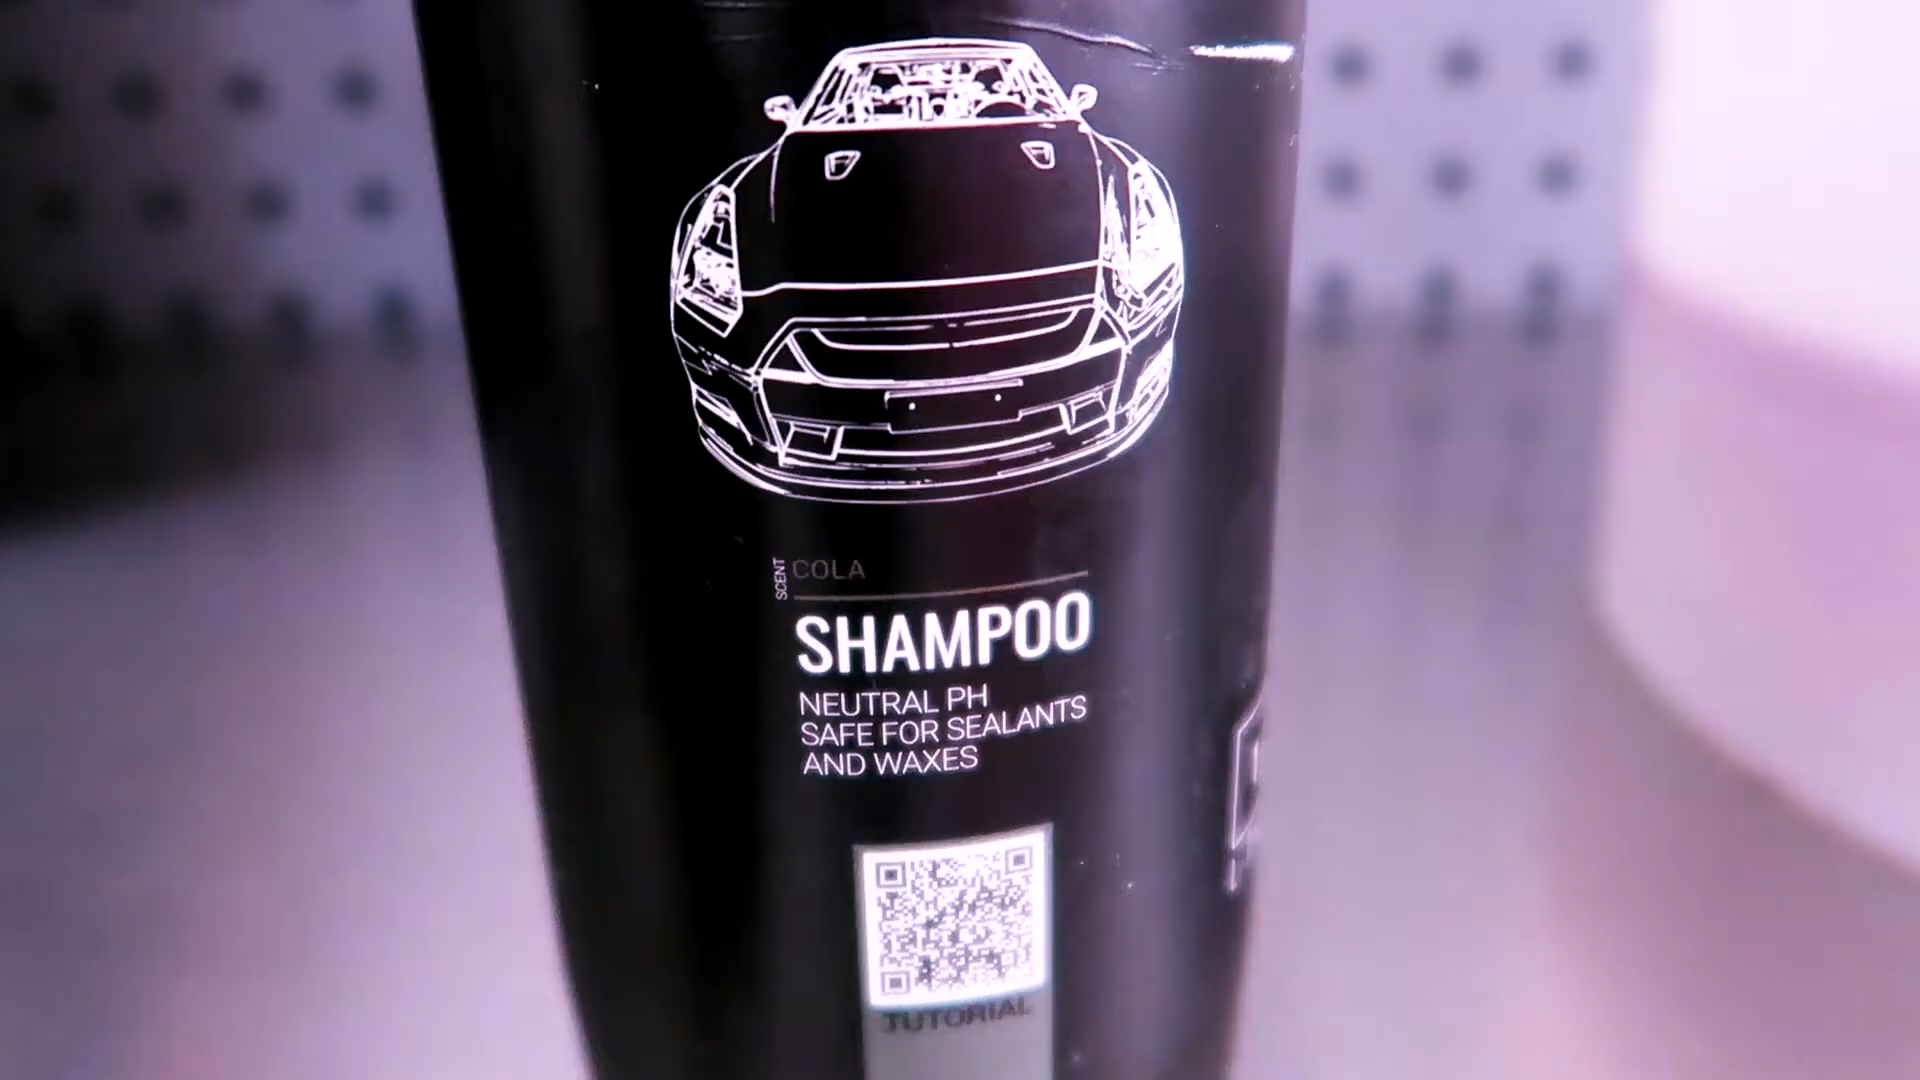 SCENT
COLA
SHAMPOO
NEUTRAL PH
SAFE FOR SEALANTS
AND WAXES
TUTORIAL